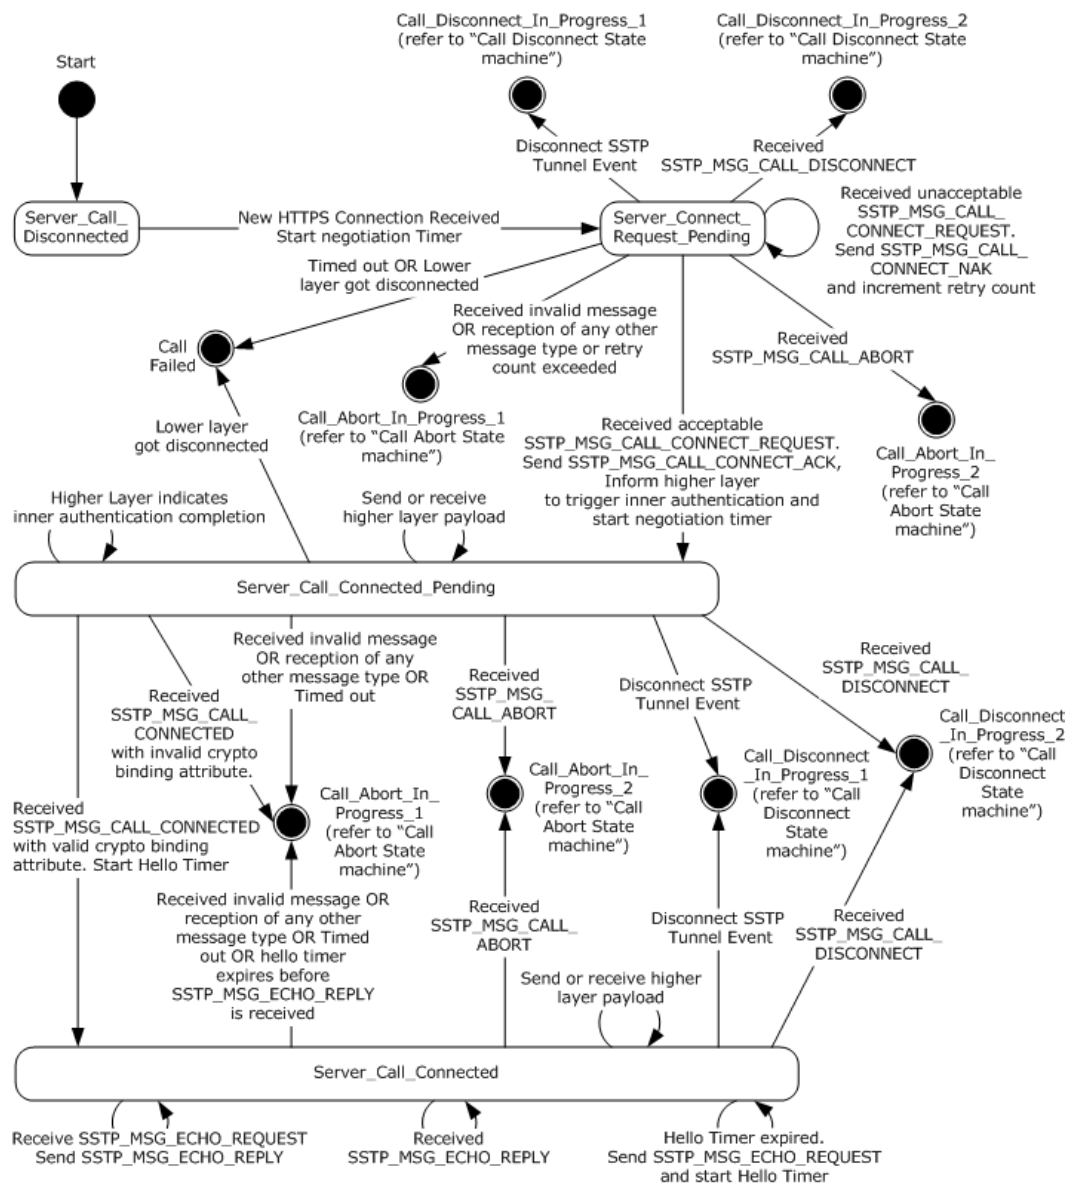 Call_Disconnect_In_Progress_1
(refer to “Call Disconnect State
machine”)
Call_Disconnect_In_Progress_2
(refer to “Call Disconnect State
machine”)
Start
Disconnect SSTP
Tunnel Event
Received
SSTP_MSG_CALL_DISCONNECT
Server_Call_
Disconnected
New HTTPS Connection Received
Start negotiation Timer
Server_Connect_
Request_Pending
Received unacceptable
SSTP_MSG_CALL_
CONNECT_REQUEST.
Send SSTP_MSG_CALL_
CONNECT_NAK
and increment retry count
Timed out OR Lower
layer got disconnected
Received invalid message
OR reception of any other
message type or retry
count exceeded
Received
SSTP_MSG_CALL_ABORT
Call
Failed
Call_Abort_In_Progress_1
(refer to “Call Abort State
machine”)
Lower layer
got disconnected
Received acceptable
SSTP_MSG_CALL_CONNECT_REQUEST.
Send SSTP_MSG_CALL_CONNECT_ACK,
Inform higher layer
to trigger inner authentication and
start negotiation timer
Call_Abort_In_
Progress_2
(refer to “Call
Abort State
machine”)
Higher Layer indicates
inner authentication completion
Send or receive
higher layer payload
Server_Call_Connected_Pending
Received invalid message
OR reception of any
other message type OR
Timed out
Received
SSTP_MSG_CALL_
CONNECTED
with invalid crypto
binding attribute.
Received
SSTP_MSG_
CALL_ABORT
Disconnect SSTP
Tunnel Event
Received
SSTP_MSG_CALL_
DISCONNECT
Call_Disconnect
_In_Progress_2
(refer to “Call
Disconnect
State
machine”)
Call_Abort_In_
Progress_1
(refer to “Call
Abort State
machine”)
Call_Abort_In_
Progress_2
(refer to “Call
Abort State
machine”)
Call_Disconnect
_In_Progress_1
(refer to “Call
Disconnect
State
machine”)
Received
SSTP_MSG_CALL_CONNECTED
with valid crypto binding
attribute. Start Hello Timer
Received invalid message OR
reception of any other
message type OR Timed
out OR hello timer
expires before
SSTP_MSG_ECHO_REPLY
is received
Received
SSTP_MSG_CALL_
ABORT
Disconnect SSTP
Tunnel Event
Received
SSTP_MSG_CALL_
DISCONNECT
Send or receive higher
layer payload
Server_Call_Connected
Receive SSTP_MSG_ECHO_REQUEST
Send SSTP_MSG_ECHO_REPLY
Received
SSTP_MSG_ECHO_REPLY
Hello Timer expired.
Send SSTP_MSG_ECHO_REQUEST
and start Hello Timer